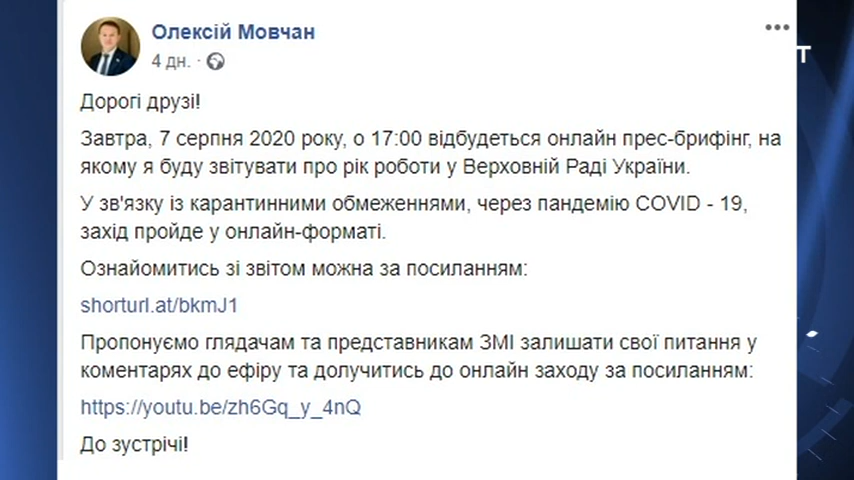 Олексій Мовчан
4 дн. ·
Т
Дорогі друзі!
Завтра, 7 серпня 2020 року, о 17:00 відбудеться онлайн прес-брифінг, на
якому я буду звітувати про рік роботи у Верховній Раді України.
У зв'язку із карантинними обмеженнями, через пандемію COVID - 19,
захід пройде у онлайн-форматі.
Ознайомитись зі звітом можна за посиланням:
shorturl.at/bkmJ1
Пропонуємо глядачам та представникам ЗМІ залишати свої питання у
коментарях до ефіру та долучитись до онлайн заходу за посиланням:
https://youtu.be/zh6Gq_y_4nQ
До зустрічі!